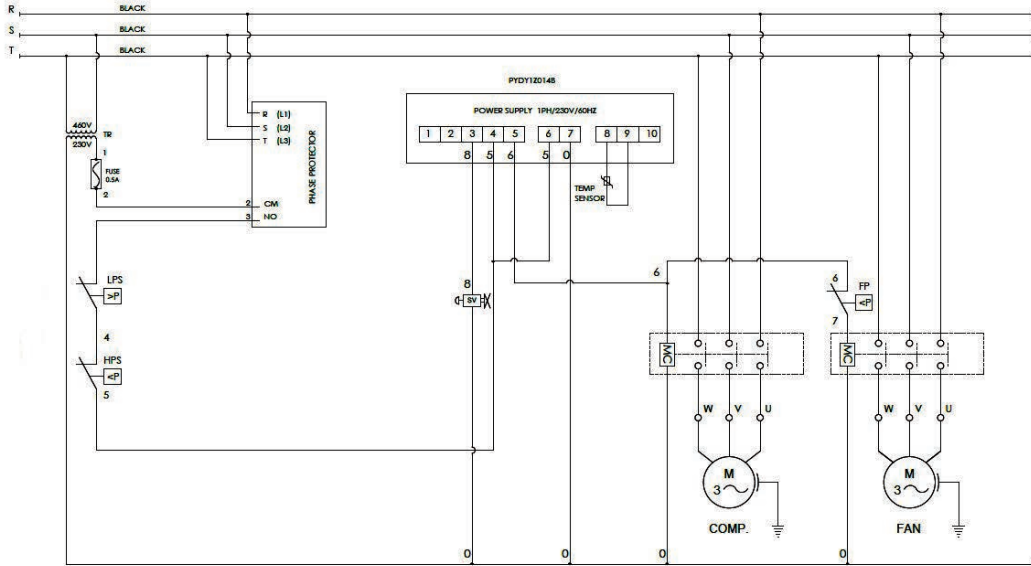 R BLACK
S BLACK
T BLACK
PYDY1Z014B
POWER SUPPLY 1PH/230V/60HZ
1 2 3 4 5 6 7 8 9 10
8 5 6 5 0
460V
TR
230V
1
FUSE
0.5A
2
R (L1)
S (L2)
T (L3)
PHASE PROTECTOR
2 CM
3 NO
TEMP
SENSOR
LPS
>P
4
HPS
<P
5
8
SV
6
6
FP
<P
7
MC
MC
W V U
W V U
M
3
COMP.
M
3
FAN
0 0 0 0